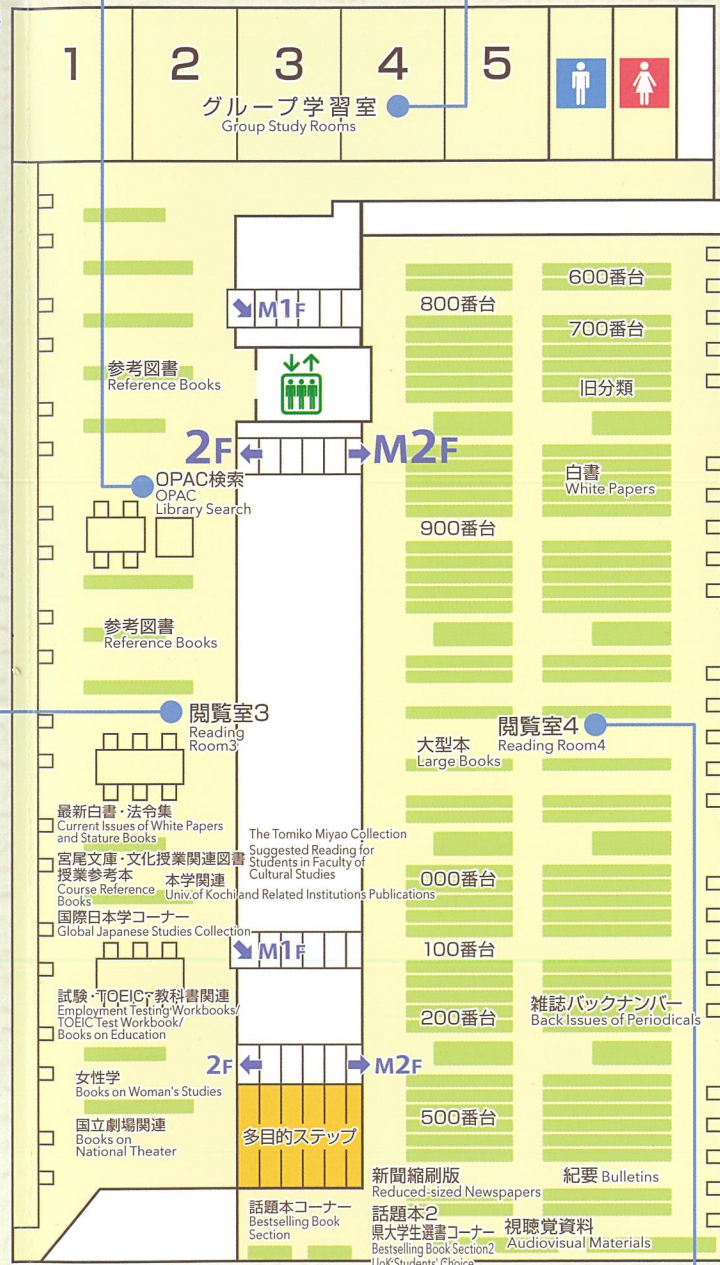 1
2
3
4
5
グループ学習室
Group Study Rooms
M1F
800番台
600番台
700番台
参考図書
Reference Books
旧分類
2F
M2F
OPAC検索
OPAC
Library Search
白書
White Papers
900番台
参考図書
Reference Books
閲覧室3
Reading
Room3
閲覧室4
Reading Room4
大型本
Large Books
最新白書・法令集
Current Issues of White Papers
and Stature Books
宮尾文庫・文化授業関連図書
The Tomiko Miyao Collection
Suggested Reading for
Students in Faculty of
Cultural Studies
授業参考本
Course Reference
Books
本学関連
Univ.of Kochi and Related Institutions Publications
国際日本学コーナー
Global Japanese Studies Collection
000番台
M1F
100番台
試験・TOEIC・教科書関連
Employment Testing Workbooks/
TOEIC Test Workbook/
Books on Education
雑誌バックナンバー
Back Issues of Periodicals
200番台
2F
M2F
女性学
Books on Woman's Studies
国立劇場関連
Books on
National Theater
多目的ステップ
500番台
新聞縮刷版
Reduced-sized Newspapers
紀要 Bulletins
話題本コーナー
Bestselling Book
Section
話題本2
県大学生選書コーナー
Bestselling Book Section2
UoK Students' Choice
視聴覚資料
Audiovisual Materials